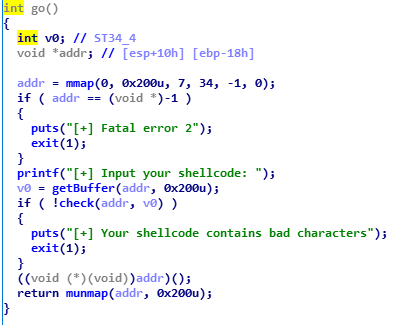 int go()
{
int v0; // ST34_4
void *addr; // [esp+10h] [ebp-18h]
addr = mmap(0, 0x200u, 7, 34, -1, 0);
if ( addr == (void *)-1 )
{
puts("[+] Fatal error 2");
exit(1);
}
printf("[+] Input your shellcode: ");
v0 = getBuffer(addr, 0x200u);
if ( !check(addr, v0) )
{
puts("[+] Your shellcode contains bad characters");
exit(1);
}
((void (*)(void))addr)();
return munmap(addr, 0x200u);
}